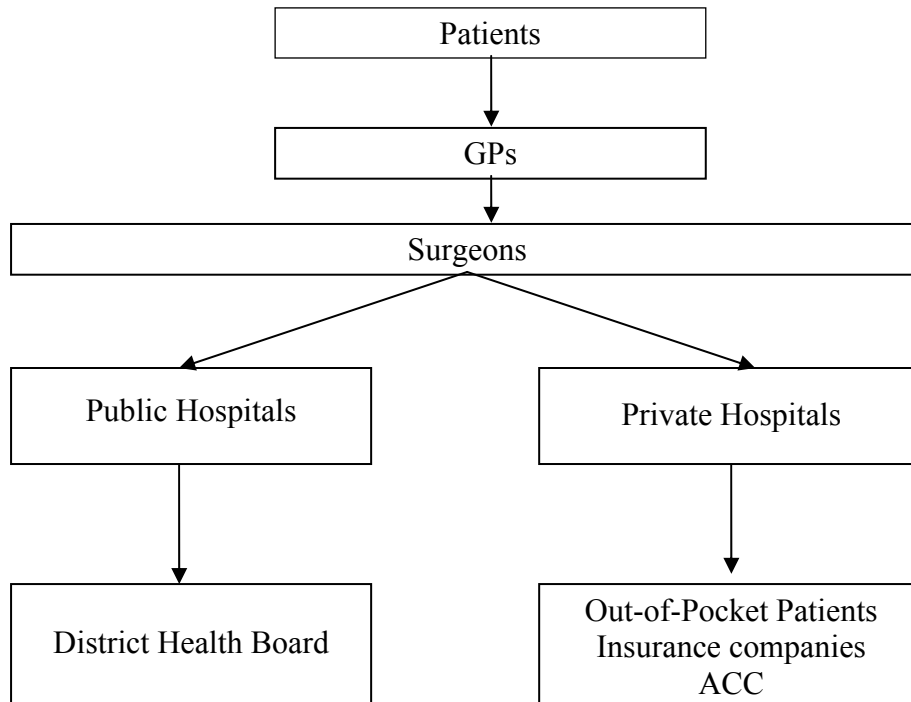 Patients
GPs
Surgeons
Public Hospitals
Private Hospitals
District Health Board
Out-of-Pocket Patients
Insurance companies
ACC